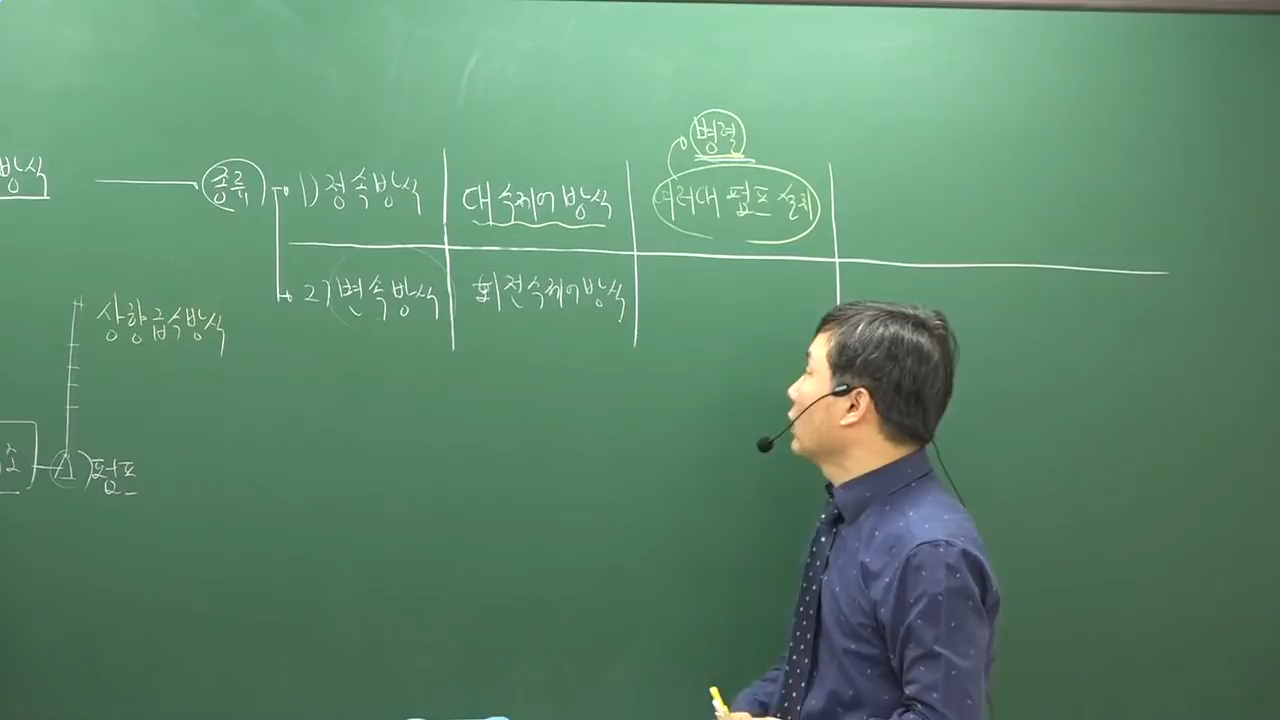 방식
종류
1) 정속방식
대수제어방식
병렬
여러대 펌프 설치
2) 변속방식
회전수제어방식
상향급수방식
펌프